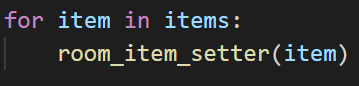 for item in items:
    room_item_setter(item)